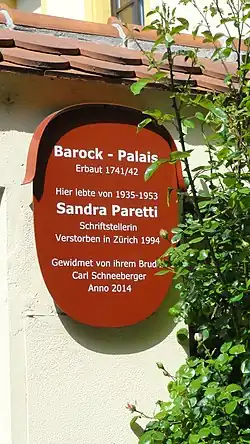 Barock - Palais
Erbaut 1741/42
Hier lebte von 1935-1953
Sandra Paretti
Schriftstellerin
Verstorben in Zürich 1994
Gewidmet von ihrem Brud
Carl Schneeberger
Anno 2014